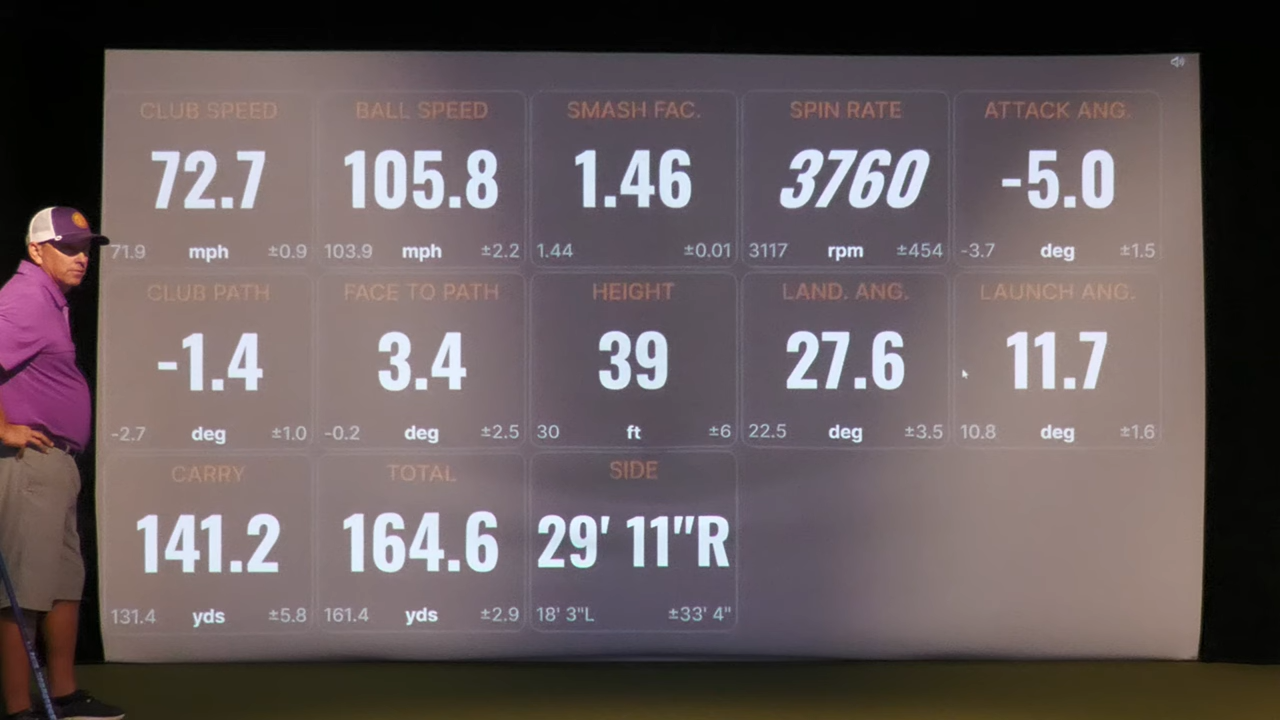 CLUB SPEED BALL SPEED SMASH FAC. SPIN RATE ATTACK ANG.
72.7 105.8 1.46 3760 -5.0
71.9 mph ±0.9 103.9 mph ±2.2 1.44 ±0.01 3117 rpm ±454 -3.7 deg ±1.5
CLUB PATH FACE TO PATH HEIGHT LAND. ANG. LAUNCH ANG.
-1.4 3.4 39 27.6 11.7
-2.7 deg ±1.0 -0.2 deg ±2.5 30 ft ±6 22.5 deg ±3.5 10.8 deg ±1.6
CARRY TOTAL SIDE
141.2 164.6 29' 11"R
131.4 yds ±5.8 161.4 yds ±2.9 18' 3"L ±33' 4"